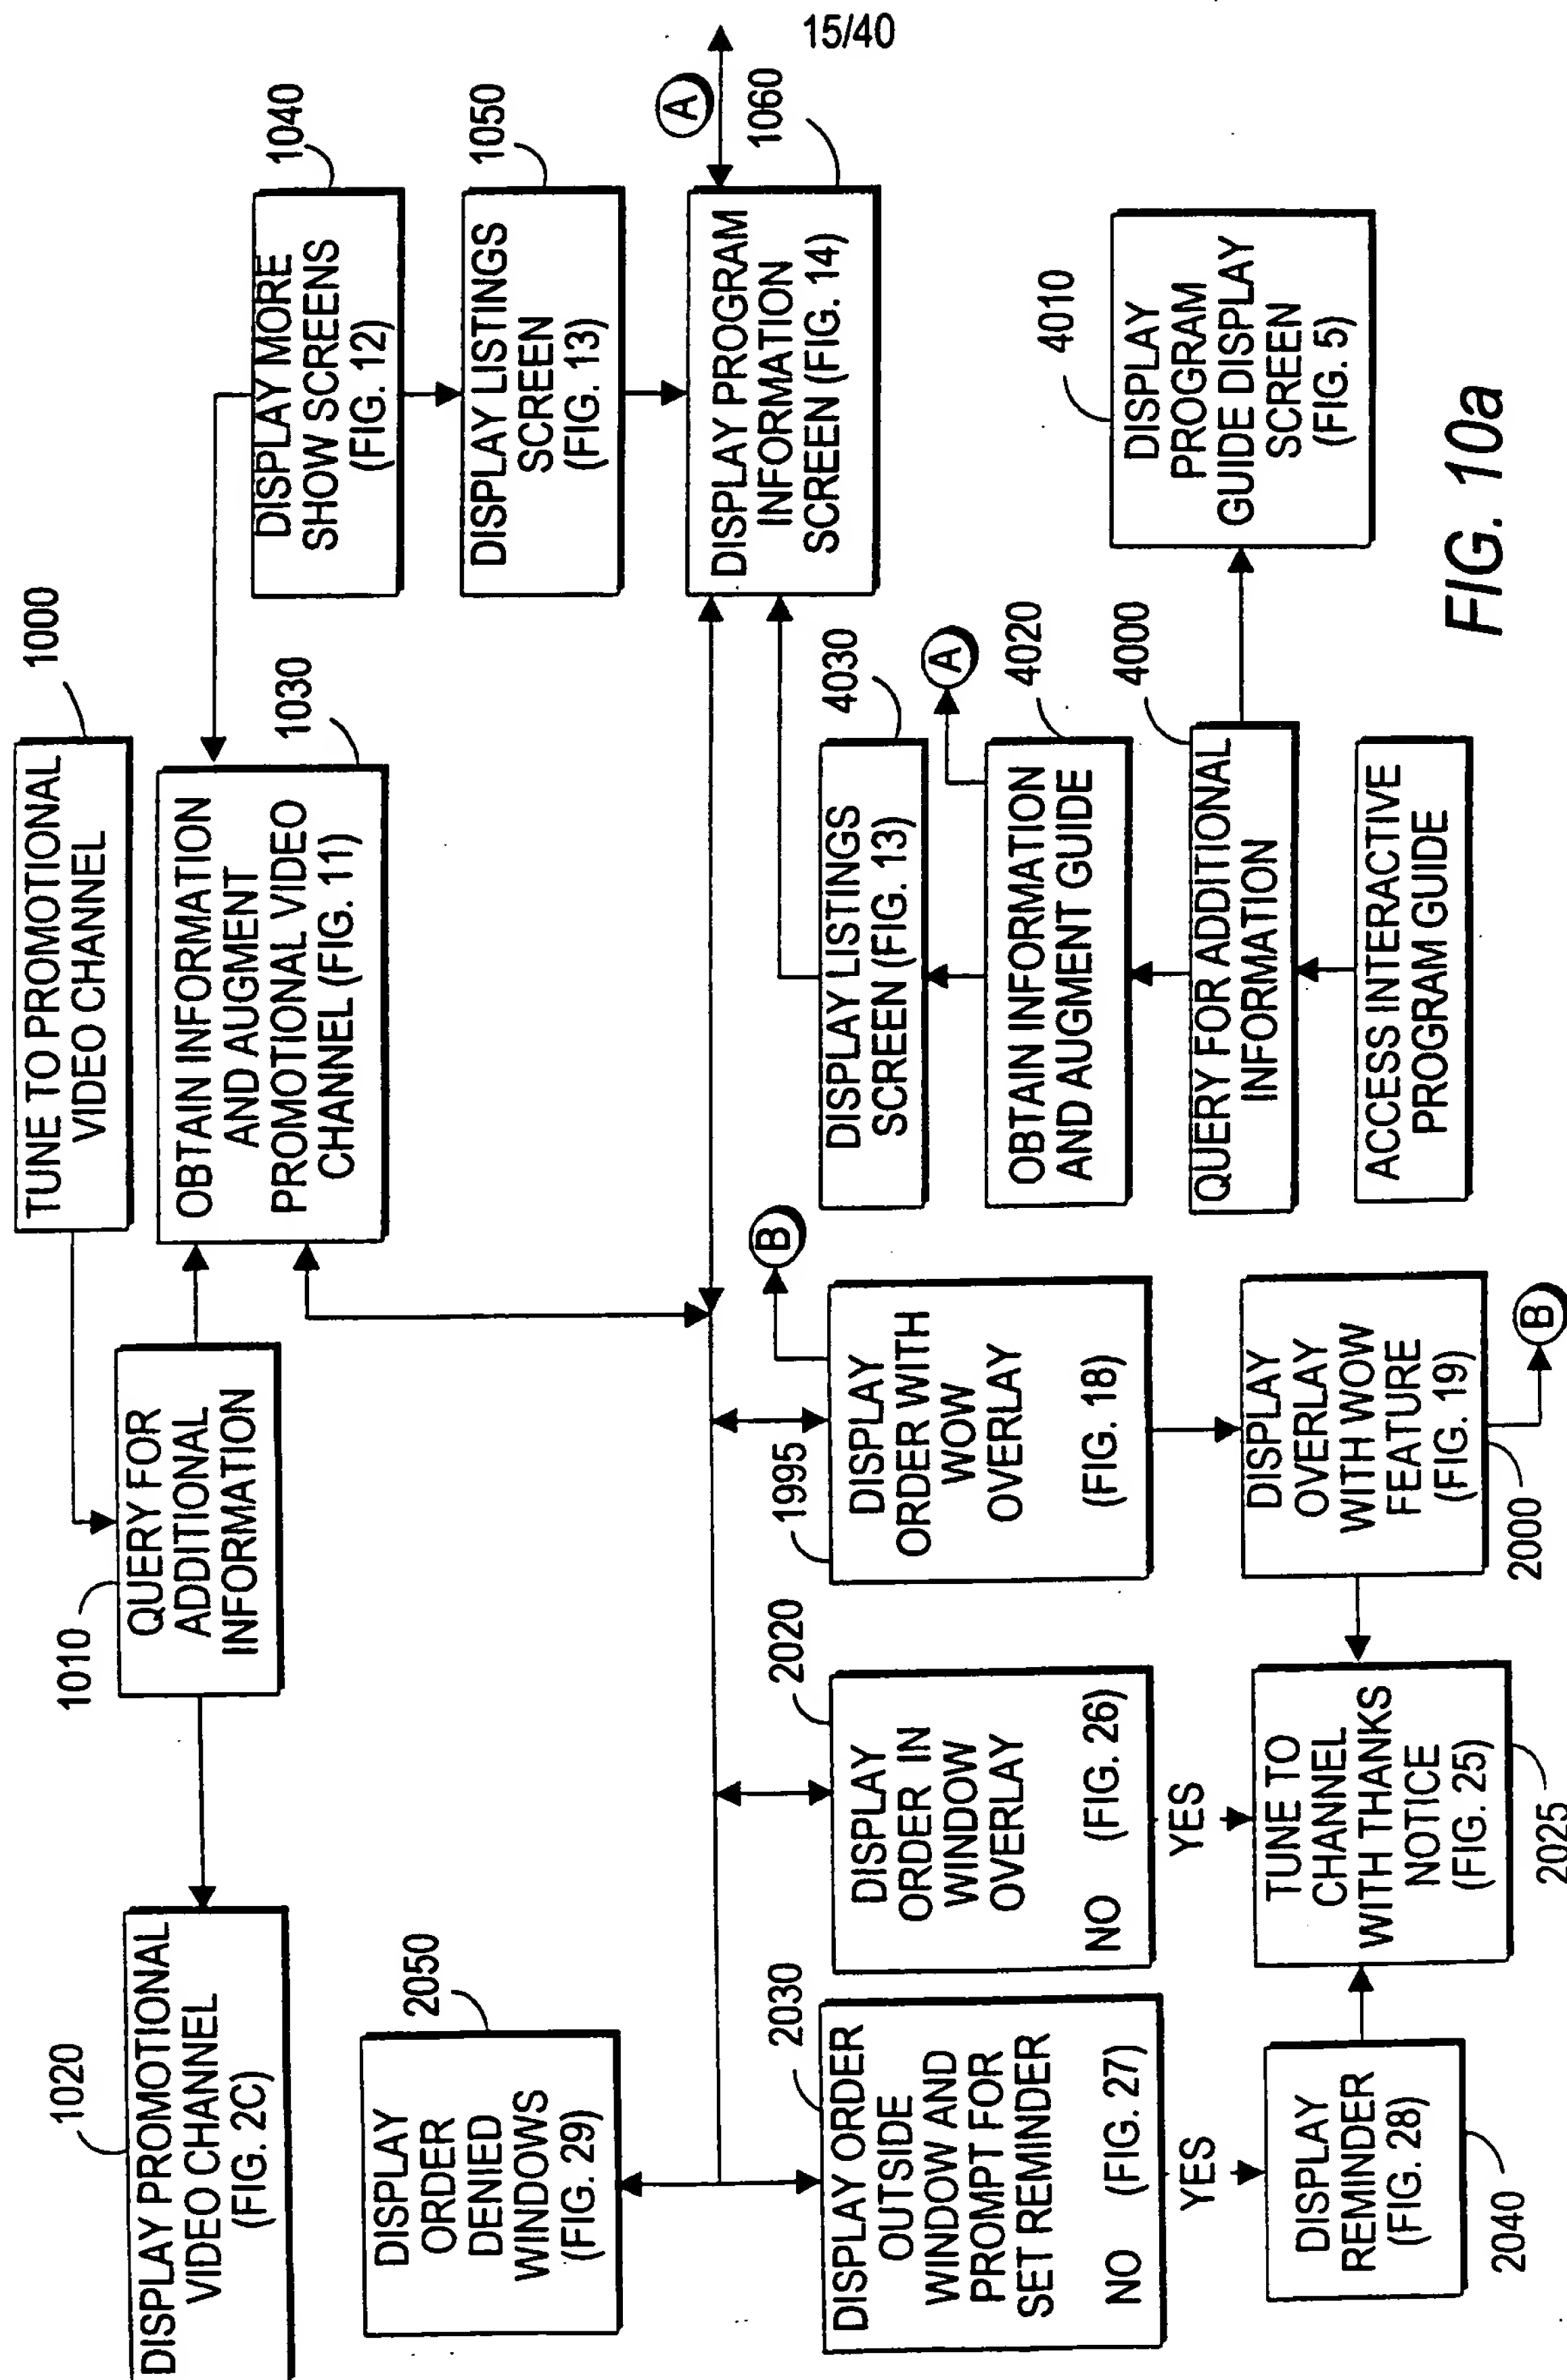 15/40
1000
TUNE TO PROMOTIONAL
VIDEO CHANNEL
1010
QUERY FOR
ADDITIONAL
INFORMATION
1020
DISPLAY PROMOTIONAL
VIDEO CHANNEL
(FIG. 2C)
1030
OBTAIN INFORMATION
AND AUGMENT
PROMOTIONAL VIDEO
CHANNEL (FIG. 11)
1040
DISPLAY MORE
SHOW SCREENS
(FIG. 12)
1050
DISPLAY LISTINGS
SCREEN
(FIG. 13)
1060
DISPLAY PROGRAM
INFORMATION
SCREEN (FIG. 14)
A
2050
DISPLAY
ORDER
DENIED
WINDOWS
(FIG. 29)
2030
DISPLAY ORDER
OUTSIDE
WINDOW AND
PROMPT FOR
SET REMINDER
NO (FIG. 27)
YES
DISPLAY
REMINDER
(FIG. 28)
2040
2020
DISPLAY
ORDER IN
WINDOW
OVERLAY
NO (FIG. 26)
YES
TUNE TO
CHANNEL
WITH THANKS
NOTICE
(FIG. 25)
2025
1995
DISPLAY
ORDER WITH
WOW
OVERLAY
(FIG. 18)
B
DISPLAY
OVERLAY
WITH WOW
FEATURE
(FIG. 19)
2000
B
4030
DISPLAY LISTINGS
SCREEN (FIG. 13)
A
4020
OBTAIN INFORMATION
AND AUGMENT GUIDE
4000
QUERY FOR ADDITIONAL
INFORMATION
ACCESS INTERACTIVE
PROGRAM GUIDE
4010
DISPLAY
PROGRAM
GUIDE DISPLAY
SCREEN
(FIG. 5)
FIG. 10a